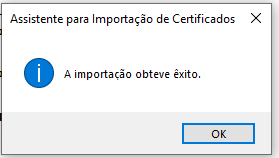 Assistente para Importação de Certificados
A importação obteve êxito.
OK